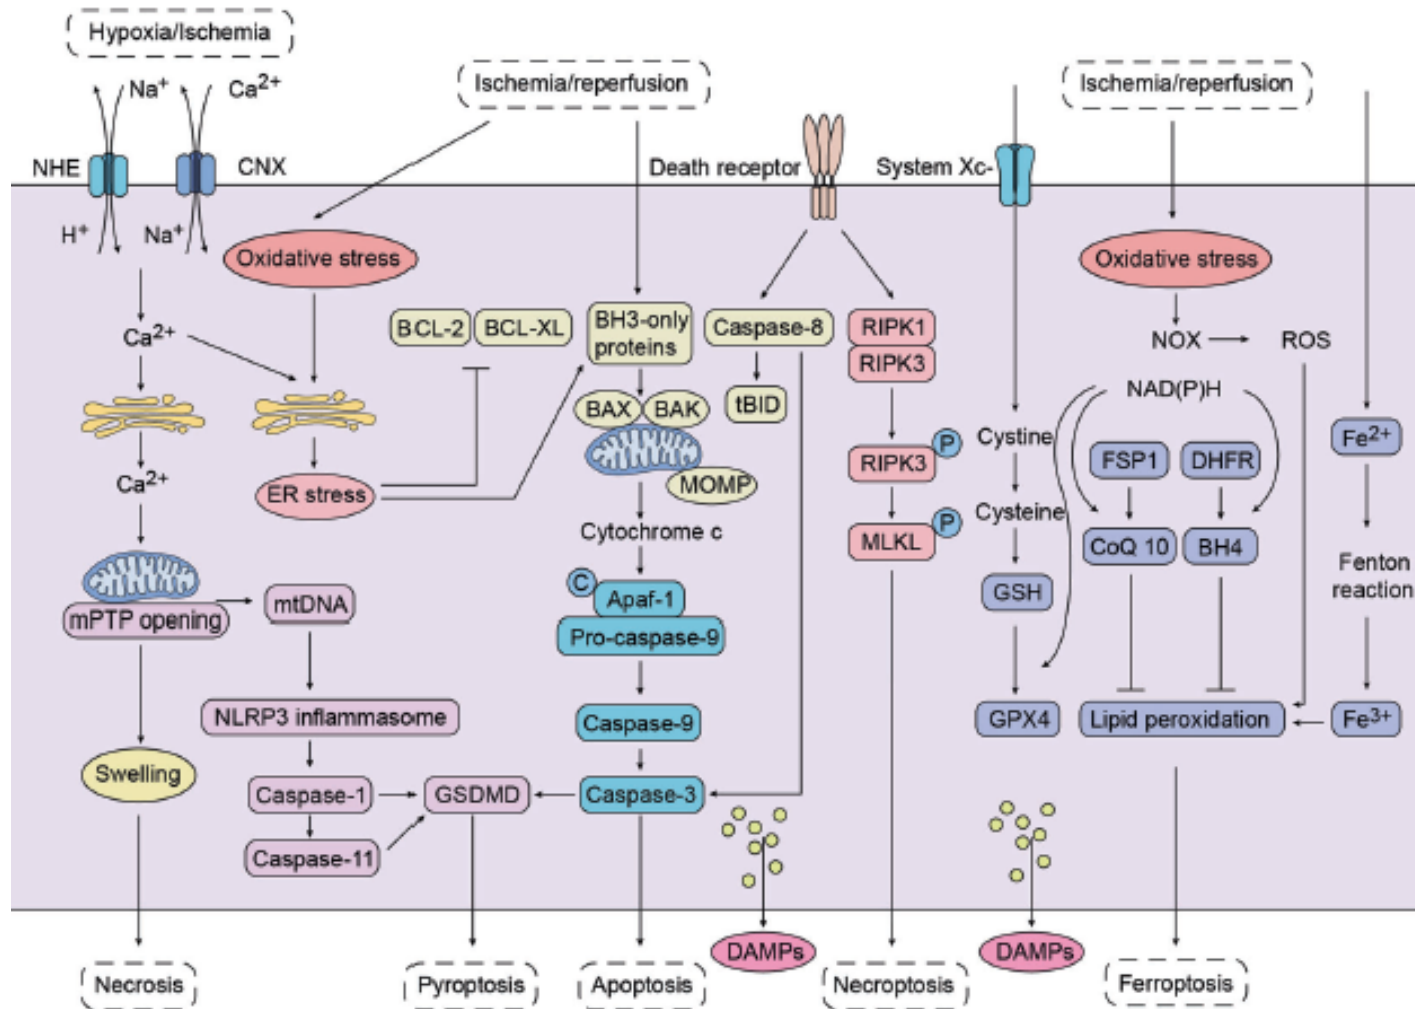 Hypoxia/Ischemia
Na+
Ca2+
Ischemia/reperfusion
Ischemia/reperfusion
NHE
CNX
Death receptor
System Xc-
H+
Na+
Oxidative stress
Oxidative stress
Ca2+
BCL-2
BCL-XL
BH3-only
proteins
Caspase-8
RIPK1
RIPK3
NOX
ROS
NAD(P)H
BAX
BAK
tBID
Cystine
Fe2+
FSP1
DHFR
RIPK3
P
Ca2+
ER stress
MOMP
Cysteine
Cytochrome c
MLKL
P
CoQ 10
BH4
Fenton
reaction
mPTP opening
mtDNA
C
Apaf-1
Pro-caspase-9
GSH
NLRP3 inflammasome
Caspase-9
GPX4
Lipid peroxidation
Fe3+
Swelling
Caspase-1
GSDMD
Caspase-3
Caspase-11
DAMPs
DAMPs
Necrosis
Pyroptosis
Apoptosis
Necroptosis
Ferroptosis